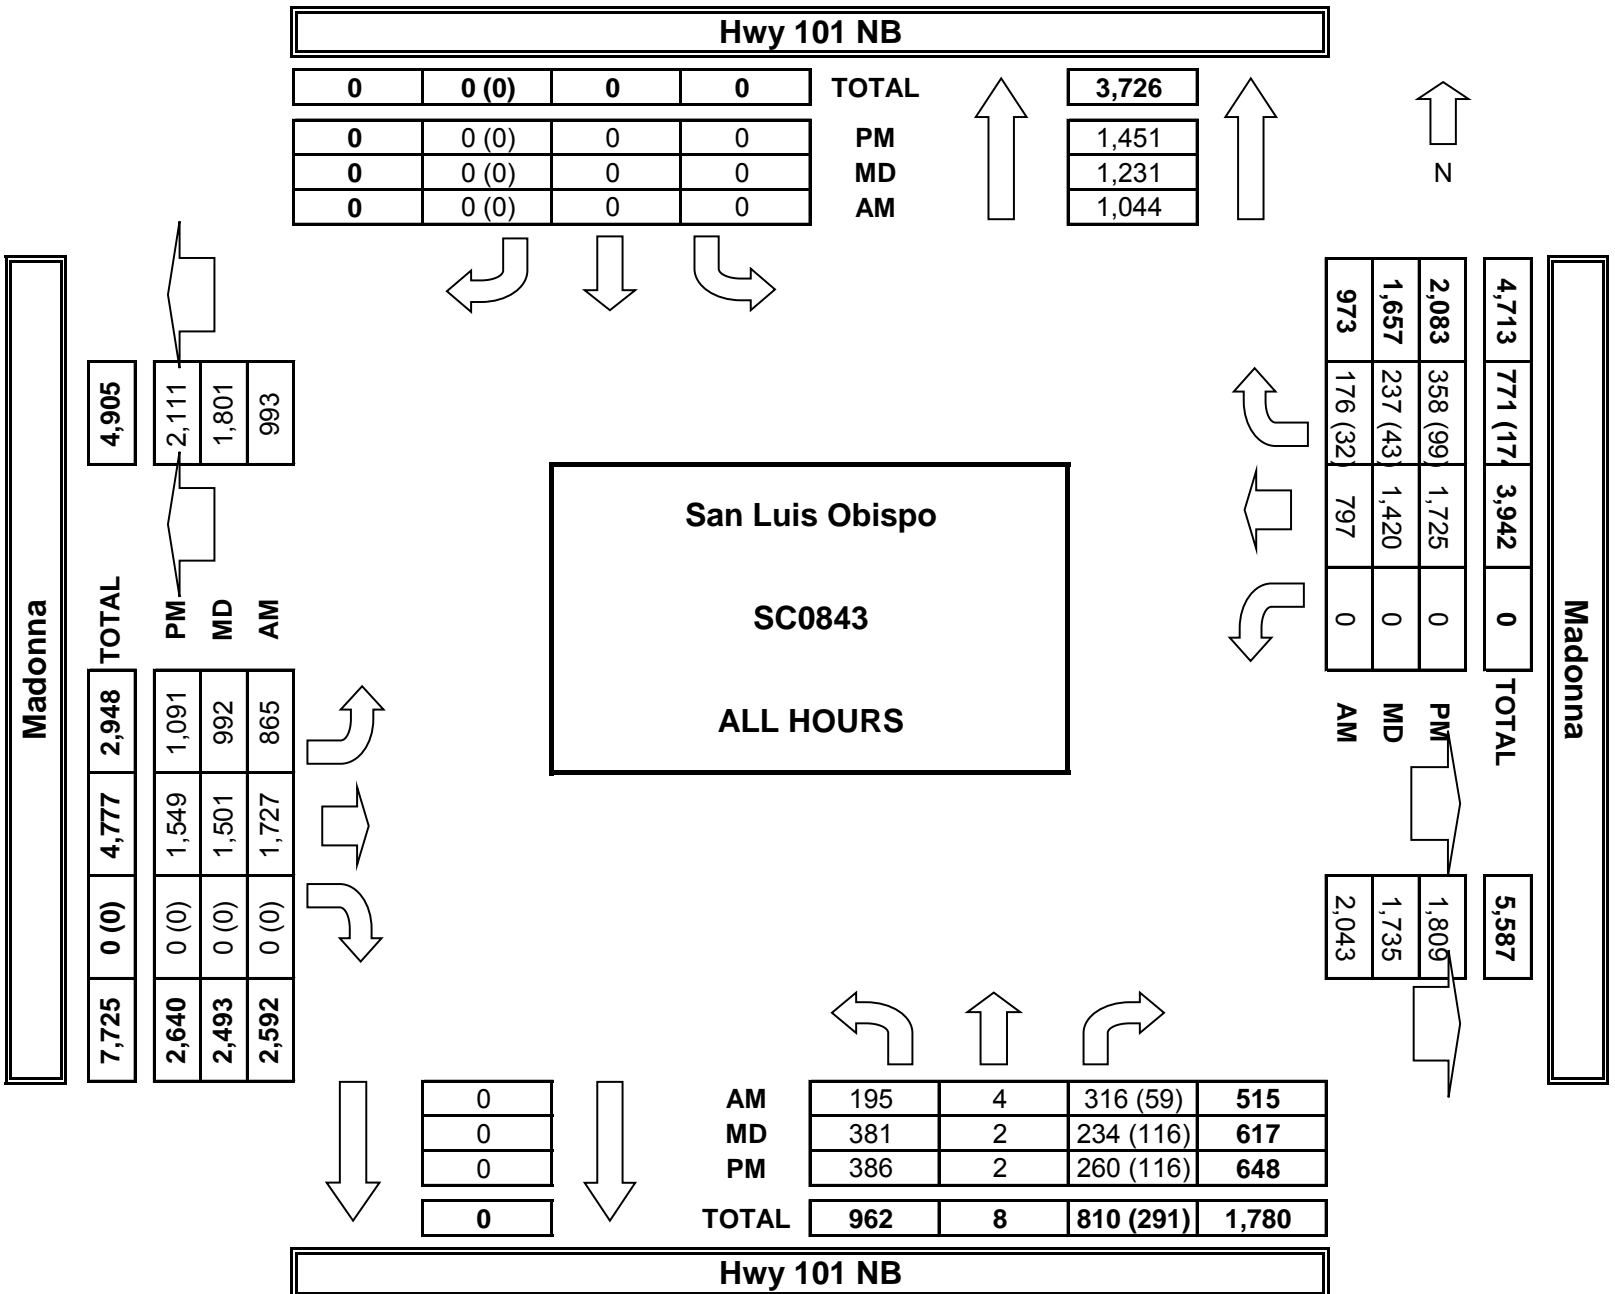 Hwy 101 NB
0 0 (0) 0 0 TOTAL 3,726
0 0 (0) 0 0 PM 1,451
0 0 (0) 0 0 MD 1,231
0 0 (0) 0 0 AM 1,044
N
Madonna
4,905
2,111
1,801
993
TOTAL
PM
MD
AM
2,948 4,777 0 (0) 7,725
1,091 1,549 0 (0) 2,640
992 1,501 0 (0) 2,493
865 1,727 0 (0) 2,592
San Luis Obispo
SC0843
ALL HOURS
4,713 771 (174 3,942 0 TOTAL
2,083 358 (99) 1,725 0 PM
1,657 237 (43) 1,420 0 MD
973 176 (32) 797 0 AM
5,587
1,809
1,735
2,043
Madonna
0 AM 195 4 316 (59) 515
0 MD 381 2 234 (116) 617
0 PM 386 2 260 (116) 648
0 TOTAL 962 8 810 (291) 1,780
Hwy 101 NB